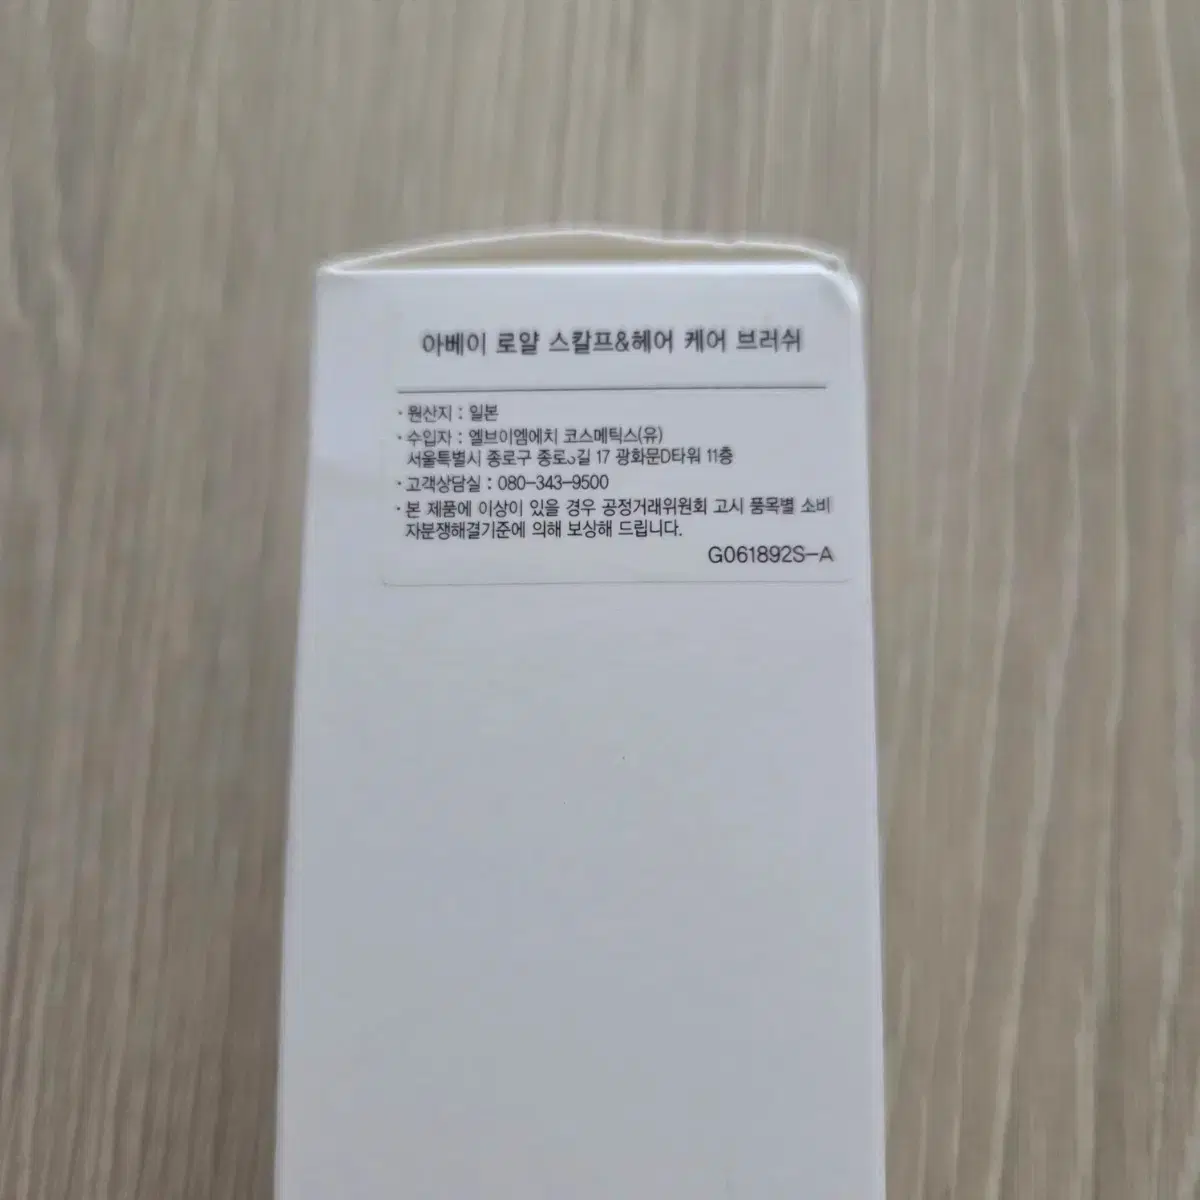 아베이 로얄 스칼프&헤어 케어 브러쉬
· 원산지 : 일본
· 수입자 : 엘브이엠에치 코스메틱스(유)
서울특별시 종로구 17 광화문D타워 11층
· 고객상담실 : 080-343-9500
· 본 제품에 이상이 있을 경우 공정거래위원회 고시 품목별 소비
자분쟁해결기준에 의해 보상해 드립니다.
G061892S-A